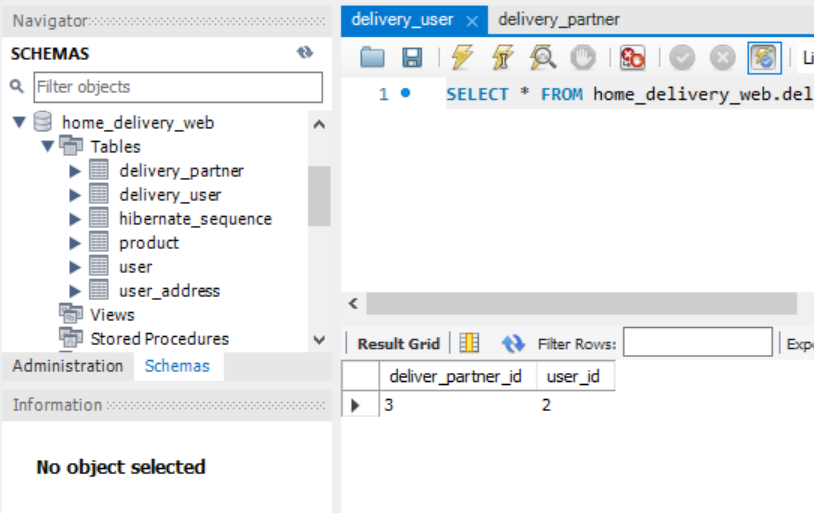 Navigator
SCHEMAS
Filter objects
home_delivery_web
Tables
delivery_partner
delivery_user
hibernate_sequence
product
user
user_address
Views
Stored Procedures
Administration Schemas
Information
No object selected
delivery_user delivery_partner
Li
1 SELECT * FROM home_delivery_web.del
Result Grid Filter Rows: Expo
deliver_partner_id user_id
3 2